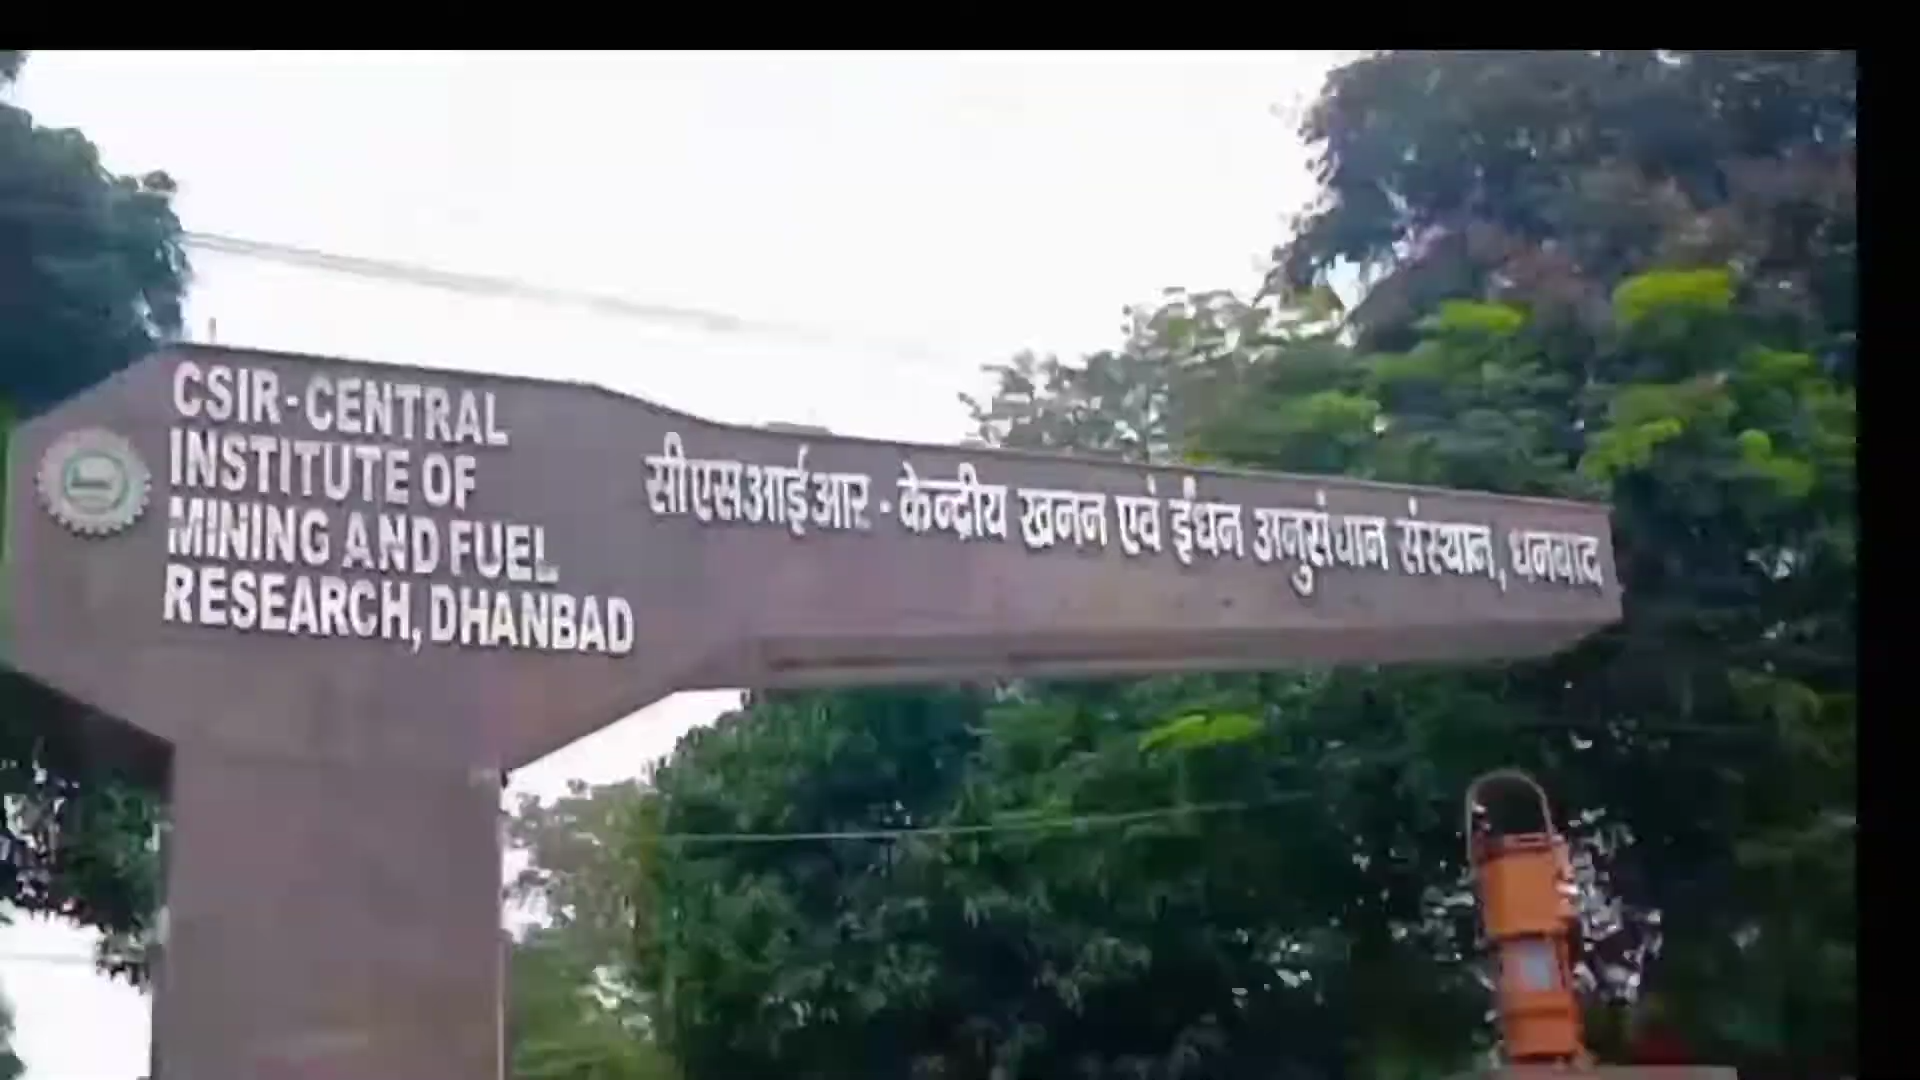 CSIR-CENTRAL
INSTITUTE OF
MINING AND FUEL
RESEARCH, DHANBAD
सीएसआईआर - केन्द्रीय खनन एवं ईंधन अनुसंधान संस्थान, धनबाद